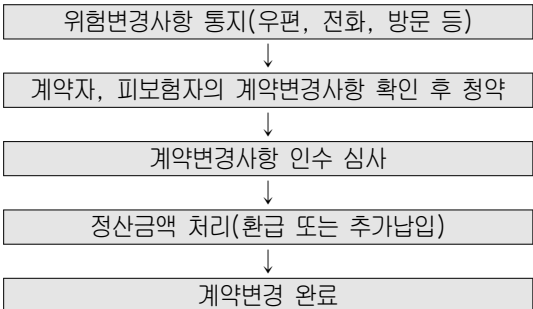 위험변경사항 통지(우편, 전화, 방문 등)
↓
계약자, 피보험자의 계약변경사항 확인 후 청약
↓
계약변경사항 인수 심사
↓
정산금액 처리(환급 또는 추가납입)
↓
계약변경 완료